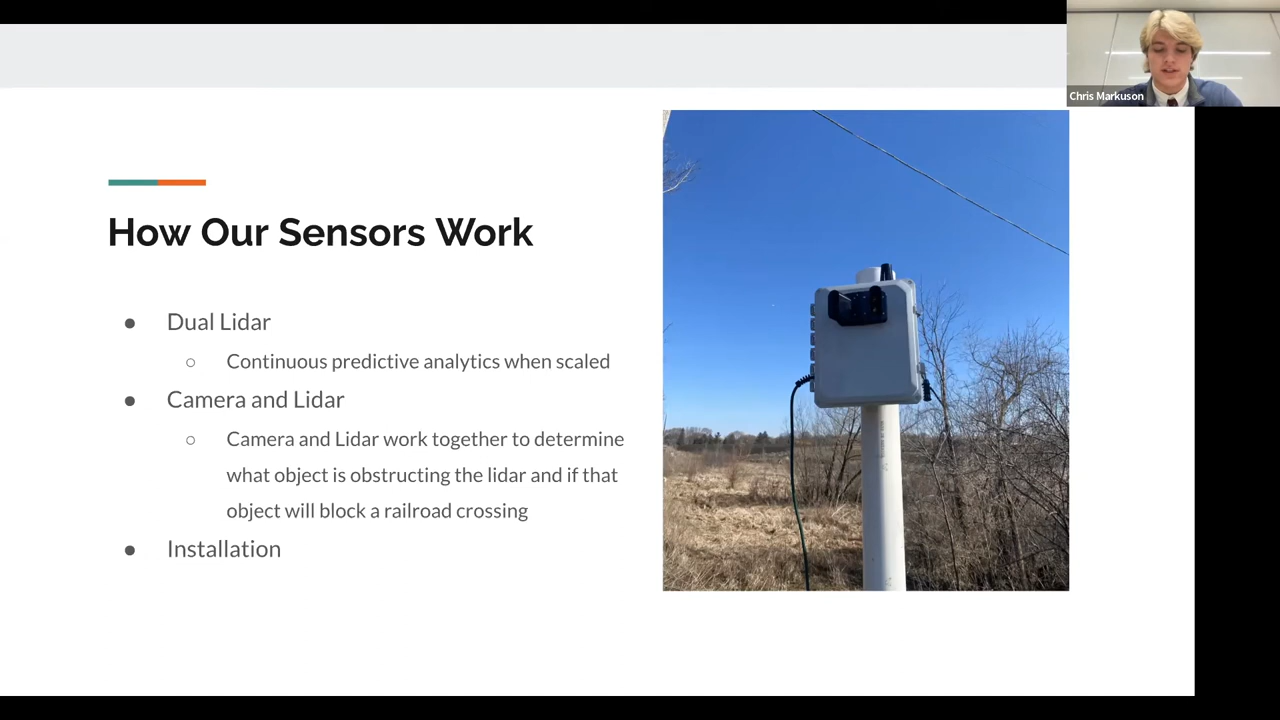 Chris Markuson
How Our Sensors Work
● Dual Lidar
○ Continuous predictive analytics when scaled
● Camera and Lidar
○ Camera and Lidar work together to determine
what object is obstructing the lidar and if that
object will block a railroad crossing
● Installation